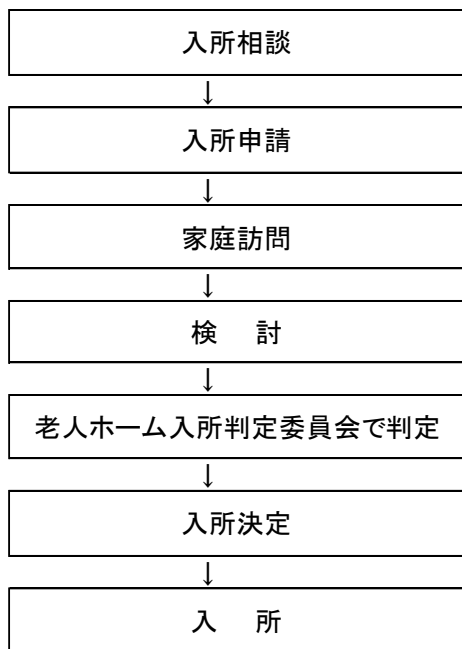 入所相談
↓
入所申請
↓
家庭訪問
↓
検　討
↓
老人ホーム入所判定委員会で判定
↓
入所決定
↓
入　所